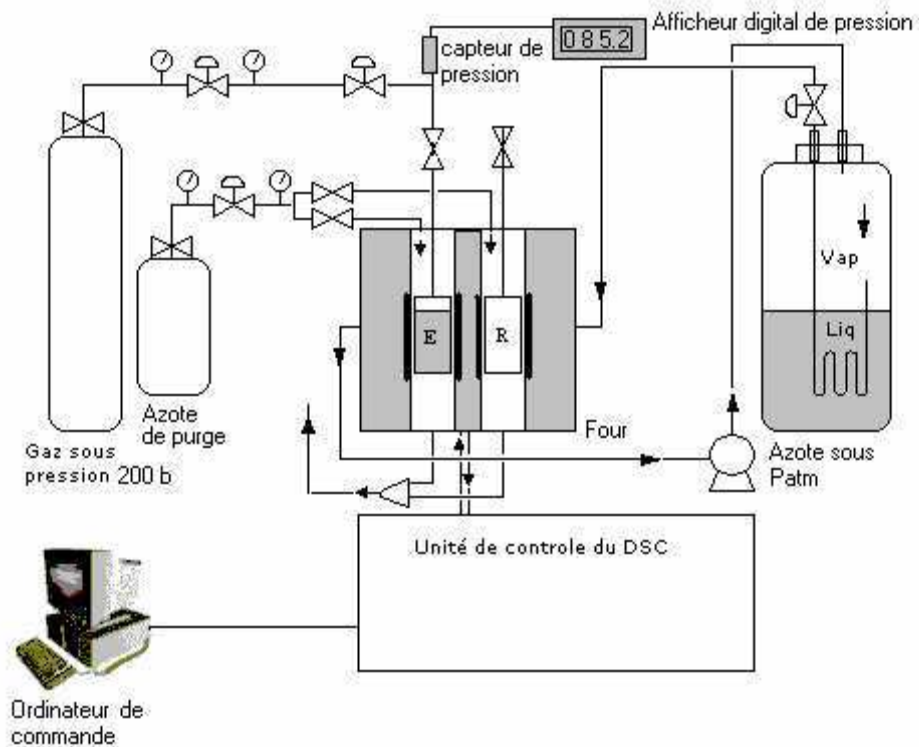 Afficheur digital de pression
085.2
capteur de
pression
Vap
Liq
E
R
Azote
de purge
Four
Gaz sous
pression 200 b
Azote sous
Patm
Unité de controle du DSC
Ordinateur de
commande